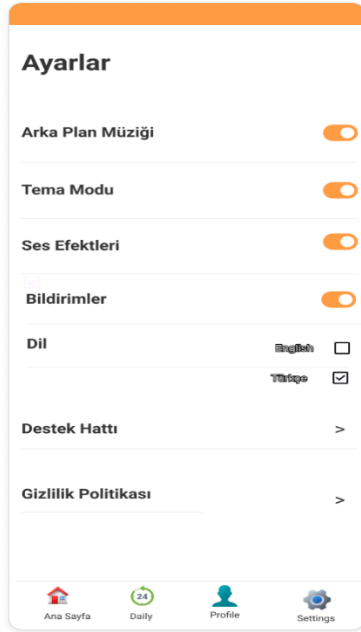 Ayarlar
Arka Plan Müziği
Tema Modu
Ses Efektleri
Bildirimler
Dil
English
Türkçe
Destek Hattı >
Gizlilik Politikası >
24
Ana Sayfa Daily Profile Settings